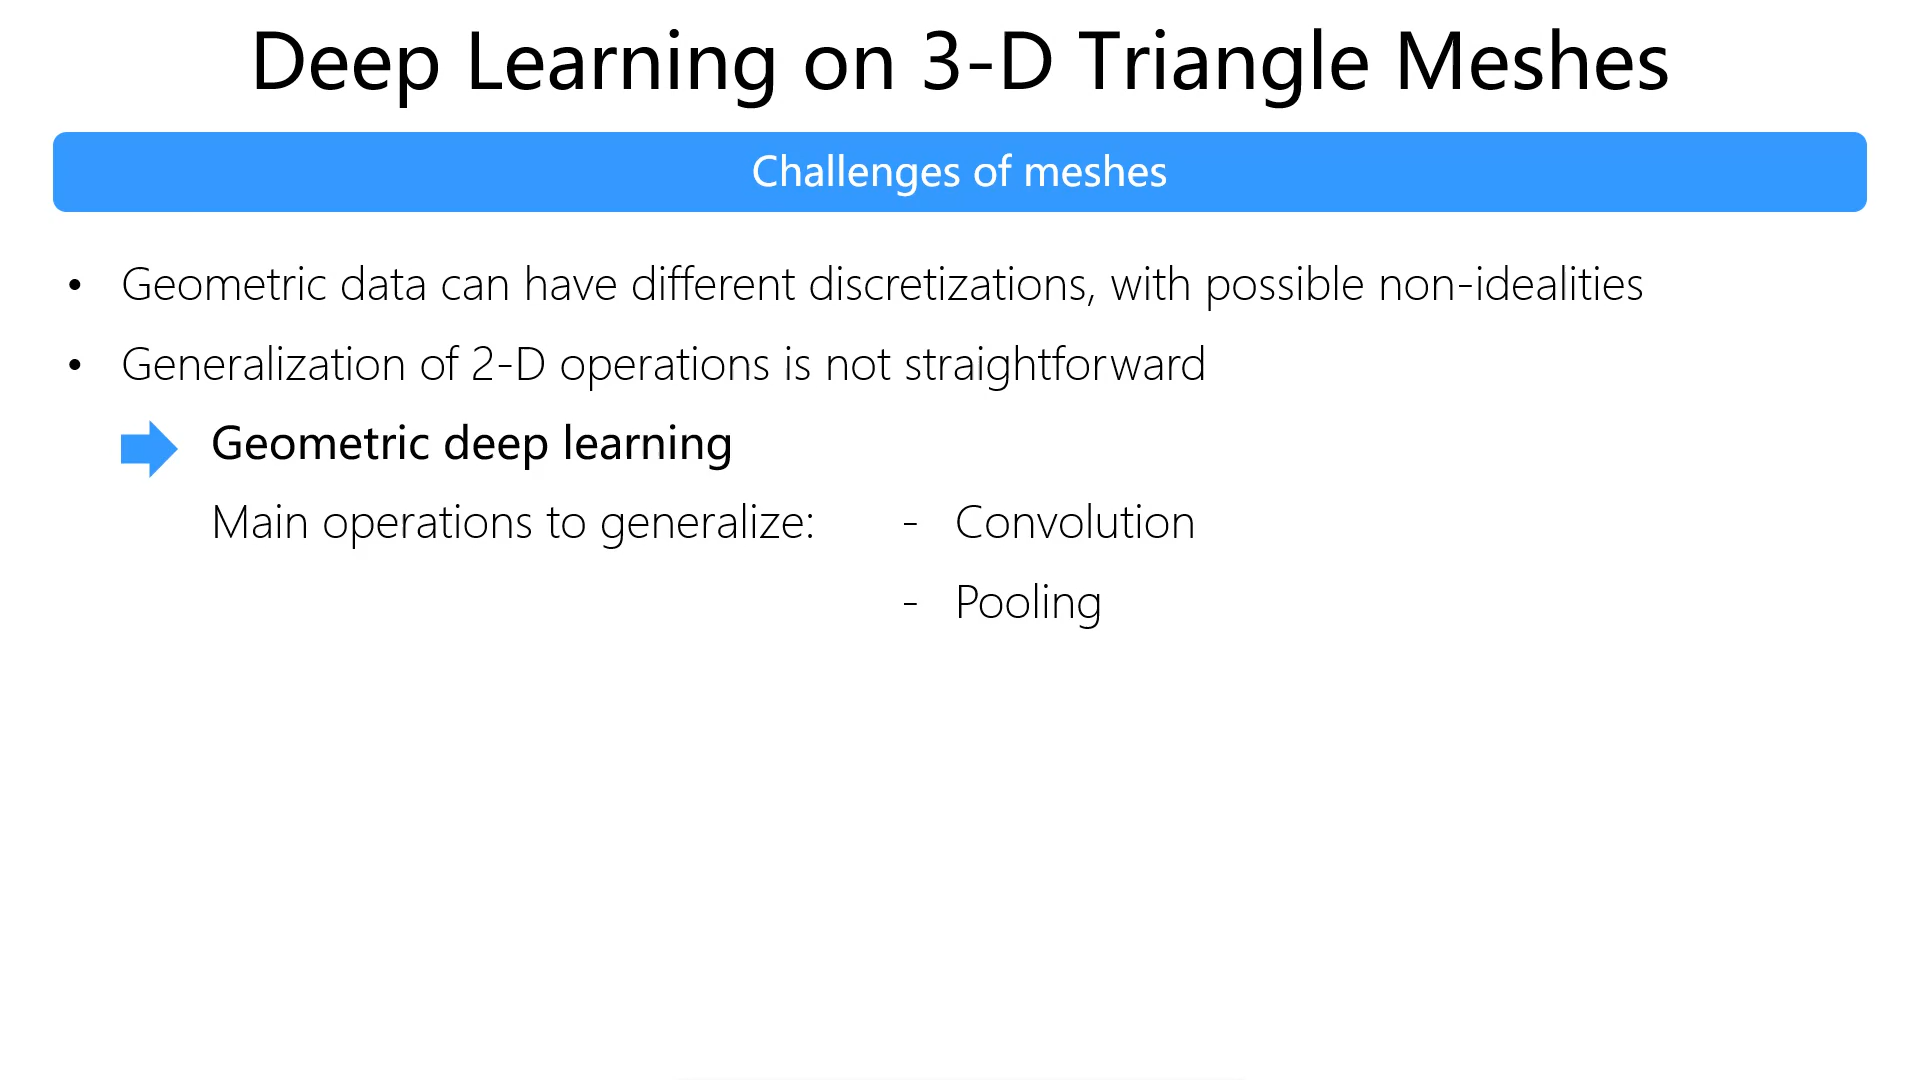 Deep Learning on 3-D Triangle Meshes
Challenges of meshes
• Geometric data can have different discretizations, with possible non-idealities
• Generalization of 2-D operations is not straightforward
Geometric deep learning
Main operations to generalize: - Convolution
- Pooling